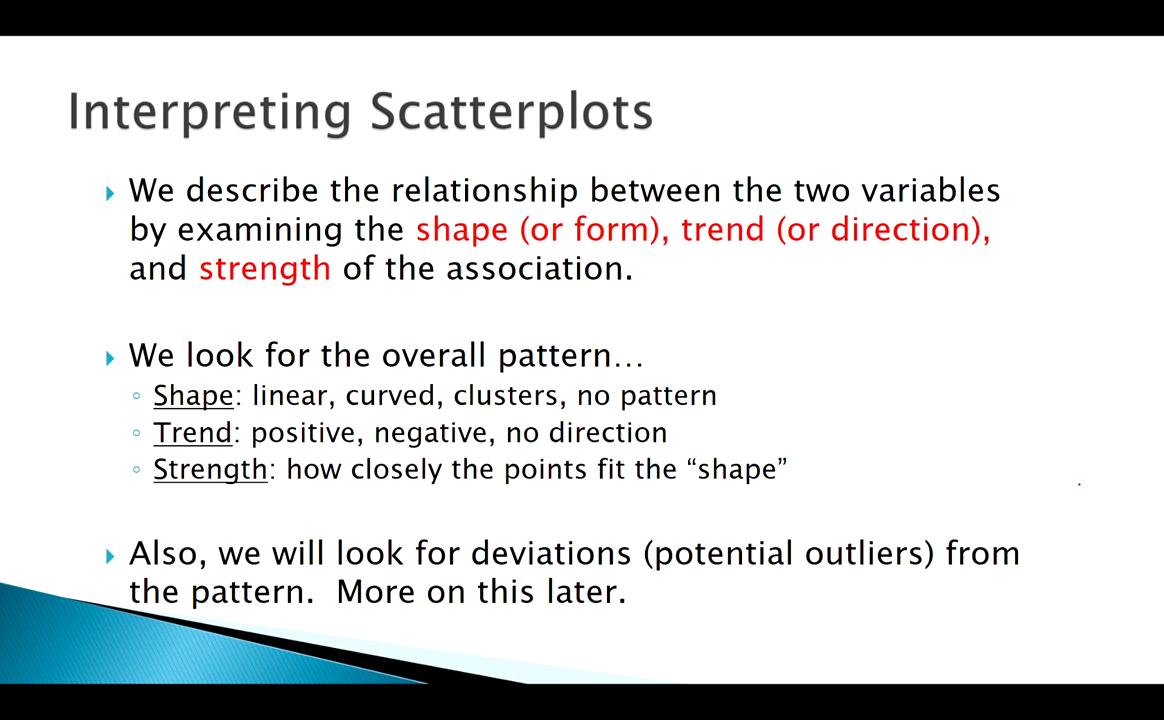 Interpreting Scatterplots
We describe the relationship between the two variables
by examining the shape (or form), trend (or direction),
and strength of the association.
We look for the overall pattern…
Shape: linear, curved, clusters, no pattern
Trend: positive, negative, no direction
Strength: how closely the points fit the “shape”
Also, we will look for deviations (potential outliers) from
the pattern.  More on this later.